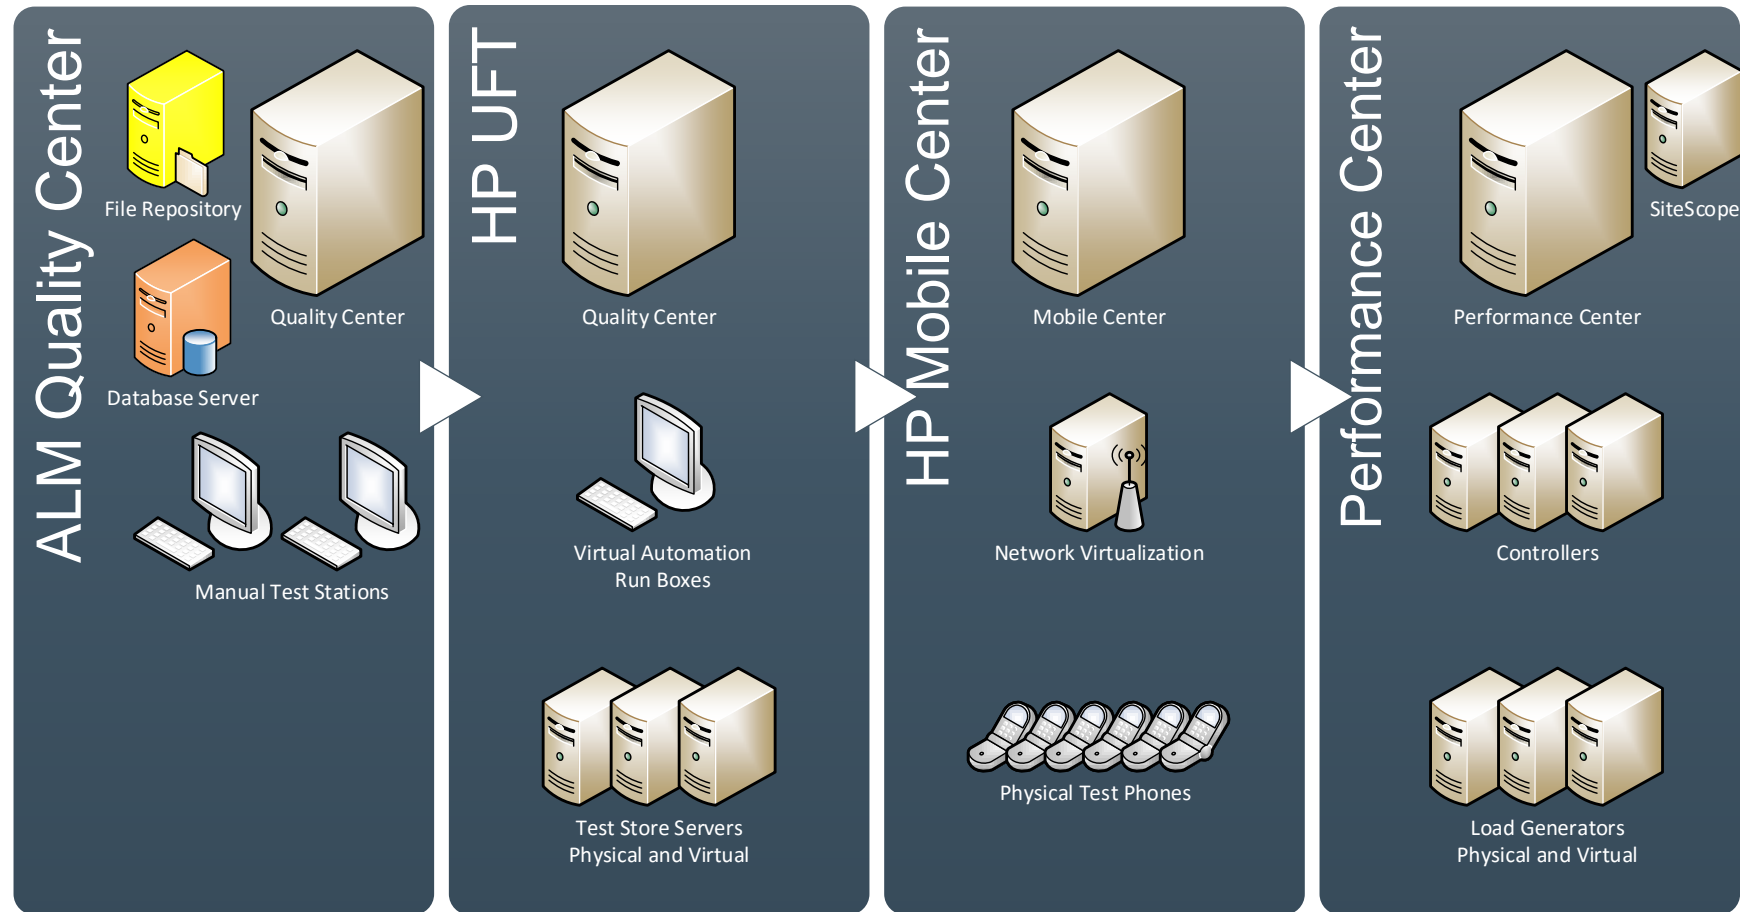 ALM Quality Center
File Repository
Quality Center
Database Server
Manual Test Stations
HP UFT
Quality Center
Virtual Automation
Run Boxes
Test Store Servers
Physical and Virtual
HP Mobile Center
Mobile Center
Network Virtualization
Physical Test Phones
Performance Center
SiteScope
Performance Center
Controllers
Load Generators
Physical and Virtual